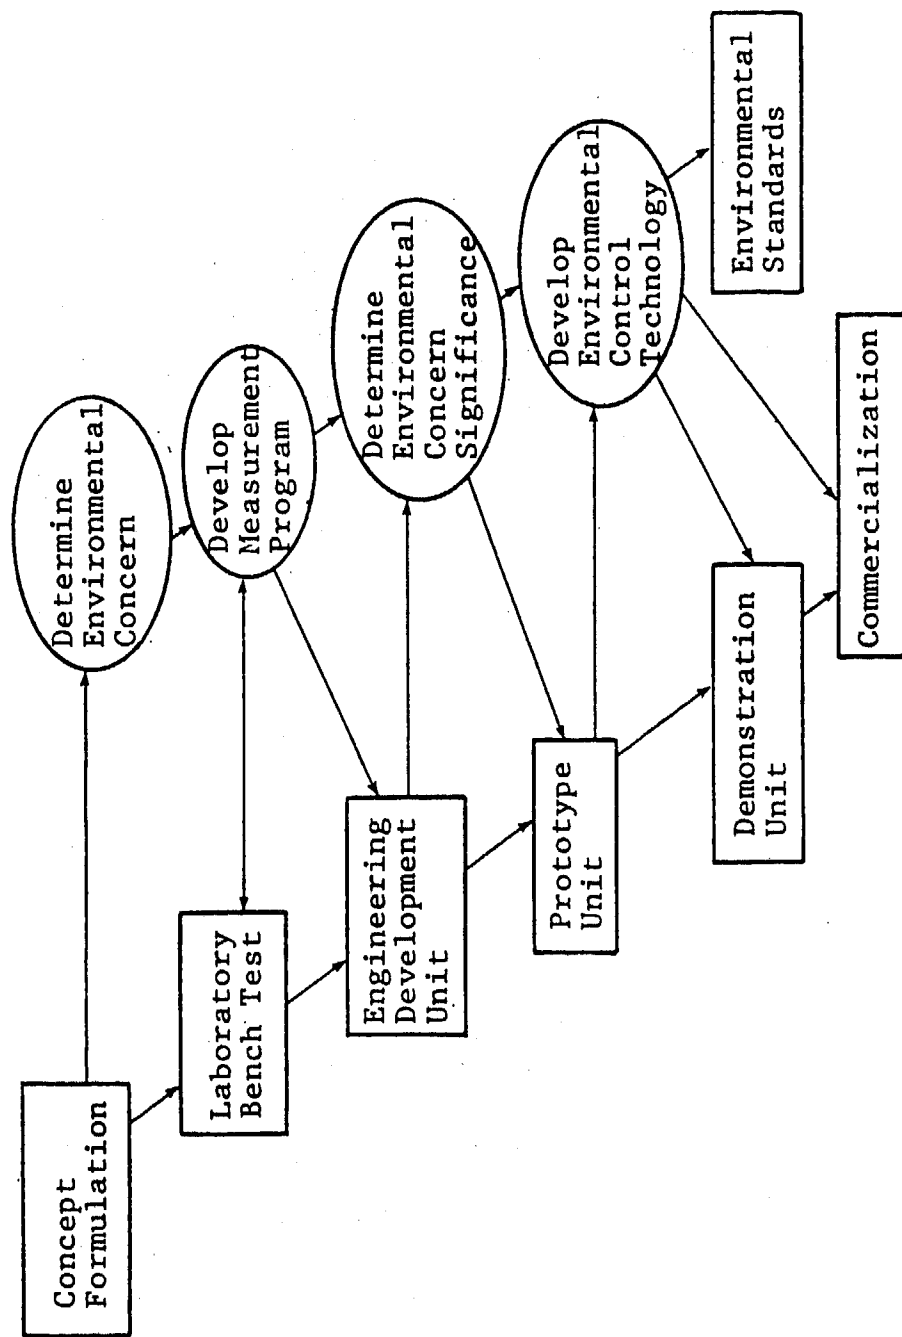 Concept
Formulation
Determine
Environmental
Concern
Laboratory
Bench Test
Develop
Measurement
Program
Engineering
Development
Unit
Determine
Environmental
Concern
Significance
Prototype
Unit
Develop
Environmental
Control
Technology
Demonstration
Unit
Environmental
Standards
Commercialization